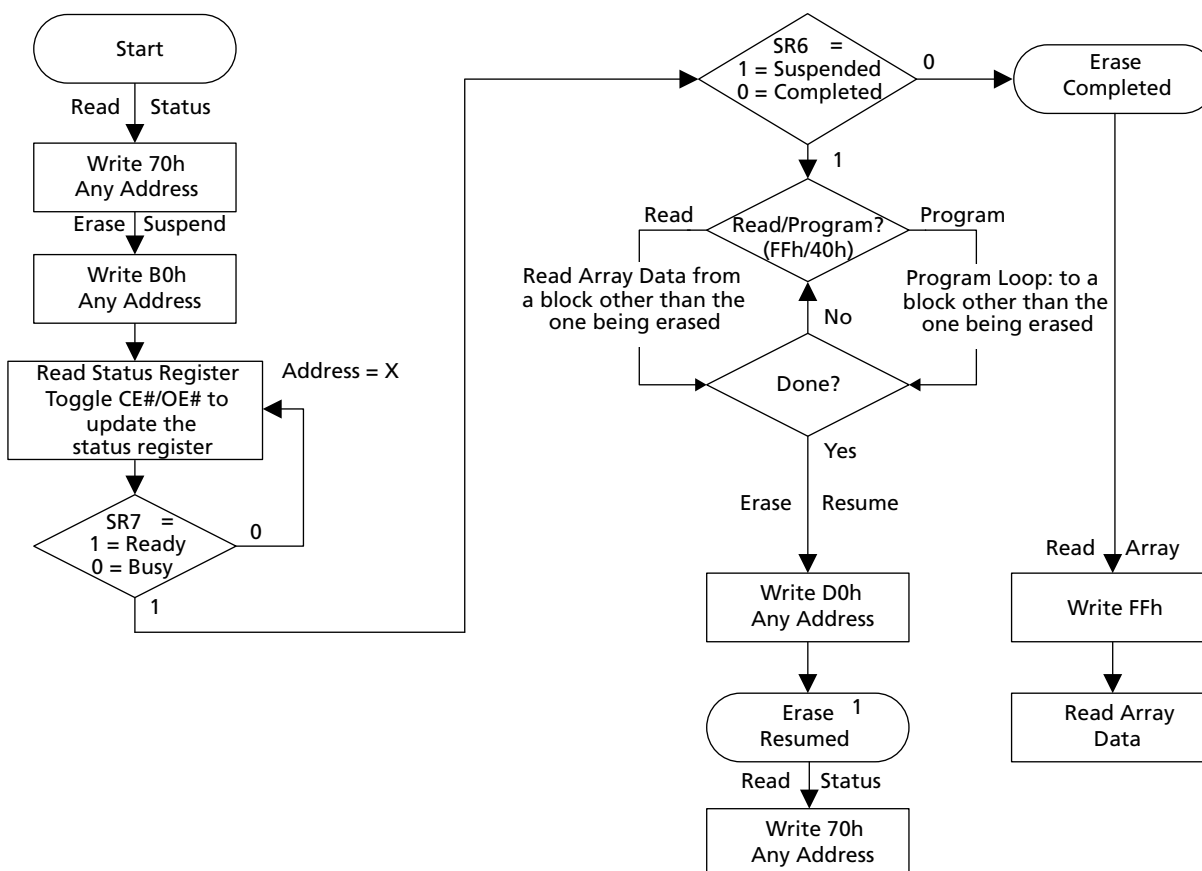 Start
Read Status
Write 70h
Any Address
Erase Suspend
Write B0h
Any Address
Read Status Register
Toggle CE#/OE# to
update the
status register
Address = X
SR7 =
1 = Ready
0 = Busy
0
1
SR6 =
1 = Suspended
0 = Completed
0
1
Erase
Completed
Read/Program?
(FFh/40h)
Read
Program
Read Array Data from
a block other than the
one being erased
Program Loop: to a
block other than the
one being erased
No
Done?
Yes
Erase Resume
Write D0h
Any Address
Erase 1
Resumed
Read Status
Write 70h
Any Address
Read Array
Write FFh
Read Array
Data